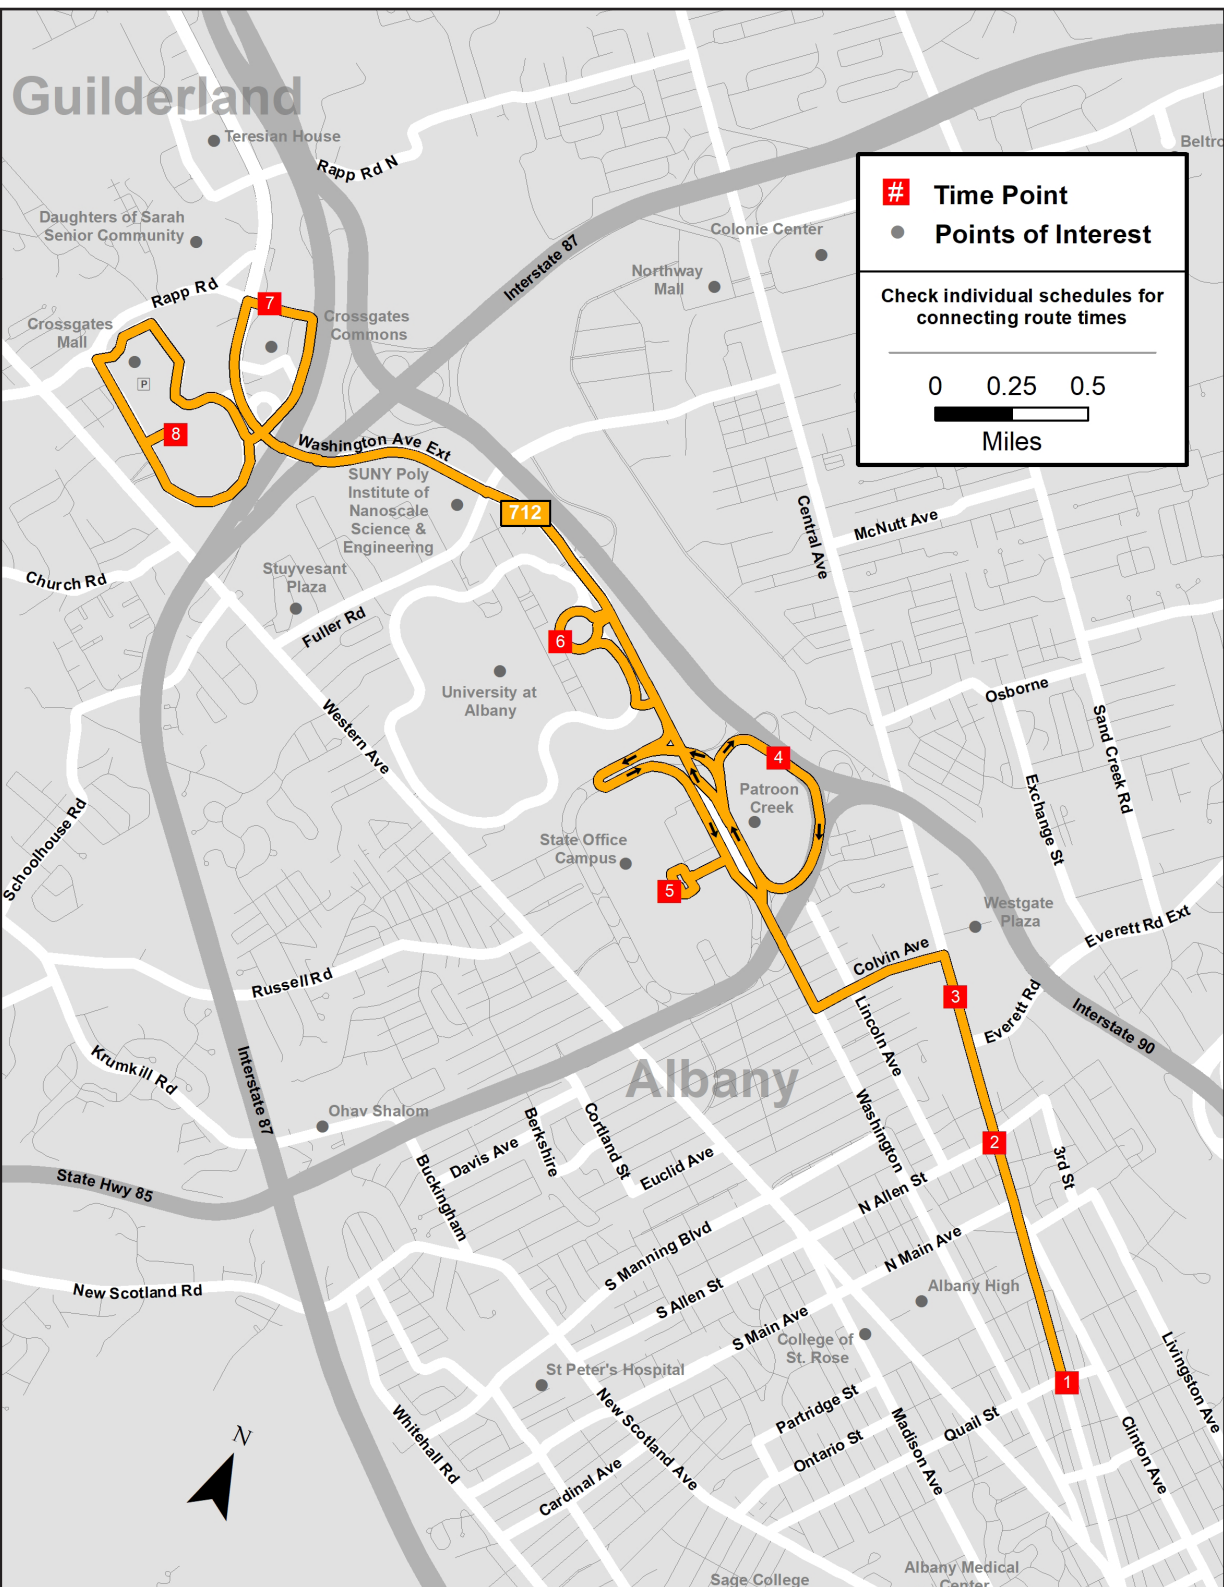 Guilderland
Teresian House
Rapp Rd N
Daughters of Sarah
Senior Community
Rapp Rd
7
Crossgates
Commons
Crossgates
Mall
P
8
Interstate 87
Northway
Mall
Colonie Center
Beltro
# Time Point
Points of Interest
Check individual schedules for
connecting route times
0 0.25 0.5
Miles
Washington Ave Ext
SUNY Poly
Institute of
Nanoscale
Science &
Engineering
712
Central Ave
McNutt Ave
Church Rd
Stuyvesant
Plaza
Fuller Rd
6
University at
Albany
Western Ave
Osborne
Sand Creek Rd
Exchange St
4
Patroon
Creek
State Office
Campus
5
Schoolhouse Rd
Westgate
Plaza
Everett Rd Ext
Colvin Ave
3
Everett Rd
Interstate 90
Russell Rd
Lincoln Ave
Albany
Krumkill Rd
Interstate 87
Ohav Shalom
Berkshire
Cortland St
Davis Ave
Euclid Ave
Buckingham
Washington
2
3rd St
N Allen St
State Hwy 85
S Manning Blvd
N Main Ave
New Scotland Rd
S Allen St
Albany High
S Main Ave
College of
St. Rose
St Peter's Hospital
1
Livingston Ave
New Scotland Ave
Partridge St
Quail St
Ontario St
Madison Ave
Clinton Ave
Whitehall Rd
Cardinal Ave
N
Sage College
Albany Medical
Center